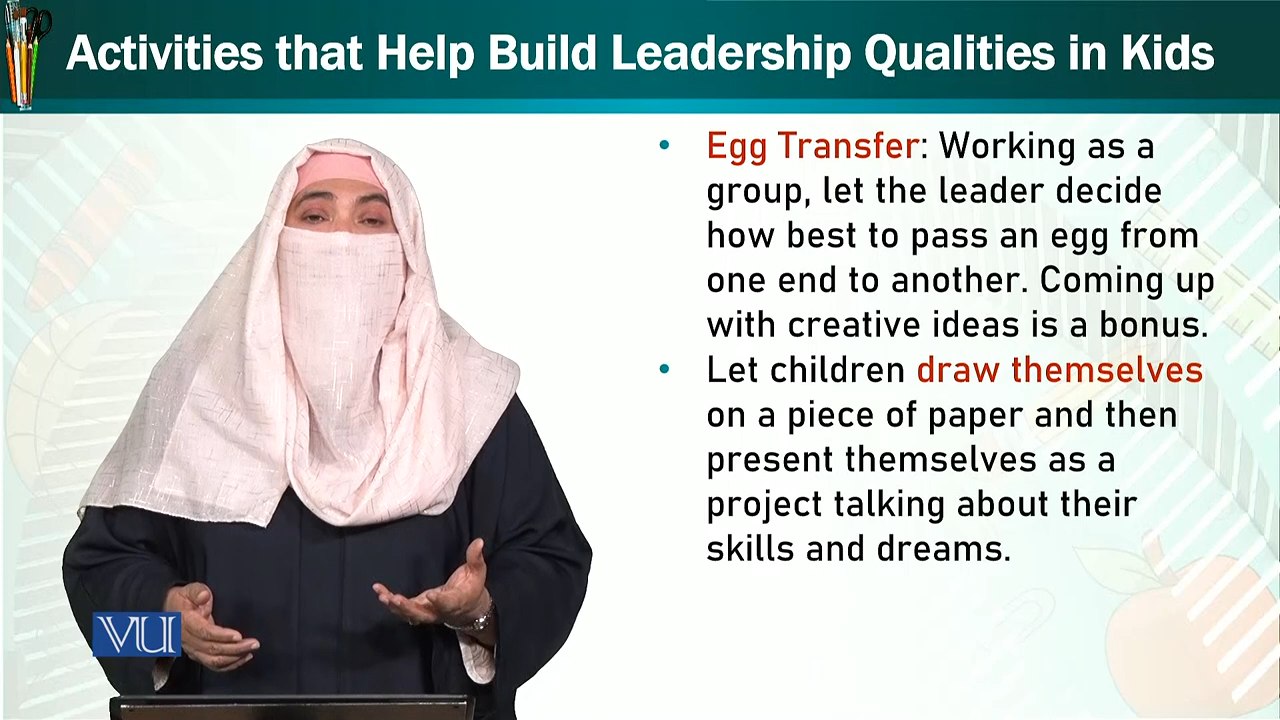 Activities that Help Build Leadership Qualities in Kids
• Egg Transfer: Working as a
group, let the leader decide
how best to pass an egg from
one end to another. Coming up
with creative ideas is a bonus.
• Let children draw themselves
on a piece of paper and then
present themselves as a
project talking about their
skills and dreams.
VU